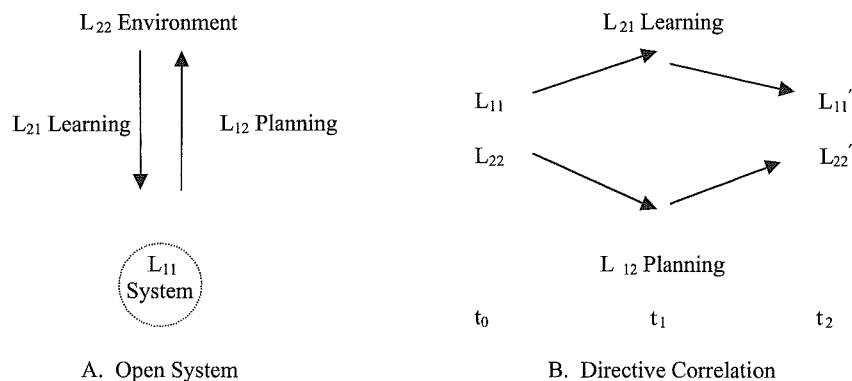 L₂₂ Environment
L₂₁ Learning
L₁₂ Planning
L₁₁
System
A. Open System
L₂₁ Learning
L₁₁
L₁₁′
L₂₂
L₂₂′
L ₁₂ Planning
t₀ t₁ t₂
B. Directive Correlation